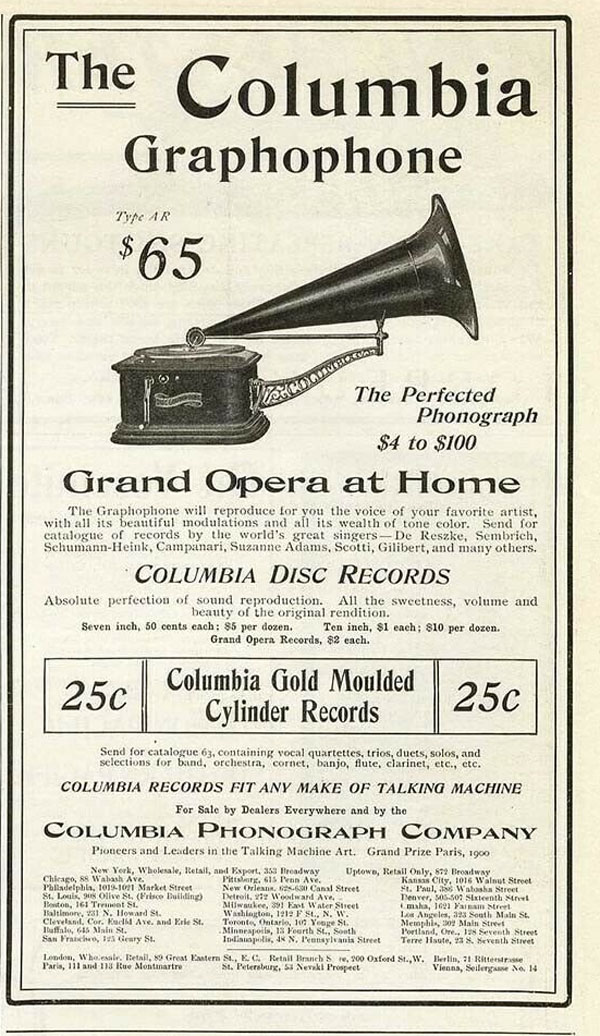 The Columbia
Graphophone
Type AR
$65
The Perfected
Phonograph
$4 to $100
Grand Opera at Home
The Graphophone will reproduce for you the voice of your favorite artist,
with all its beautiful modulations and all its wealth of tone color. Send for
catalogue of records by the world's great singers—De Reszke, Sembrich,
Schumann-Heink, Campanari, Suzanne Adams, Scotti, Gilibert, and many others.
COLUMBIA DISC RECORDS
Absolute perfection of sound reproduction. All the sweetness, volume and
beauty of the original rendition.
Seven inch, 50 cents each; $5 per dozen. Ten inch, $1 each; $10 per dozen.
Grand Opera Records, $2 each.
25c
Columbia Gold Moulded
Cylinder Records
25c
Send for catalogue 63, containing vocal quartettes, trios, duets, solos, and
selections for band, orchestra, cornet, banjo, flute, clarinet, etc., etc.
COLUMBIA RECORDS FIT ANY MAKE OF TALKING MACHINE
For Sale by Dealers Everywhere and by the
COLUMBIA PHONOGRAPH COMPANY
Pioneers and Leaders in the Talking Machine Art. Grand Prize Paris, 1900
New York, Wholesale, Retail, and Export, 353 Broadway Uptown, Retail Only, 872 Broadway
Chicago, 88 Wabash Ave. Pittsburg, 615 Penn Ave. Kansas City, 1016 Walnut Street
Philadelphia, 1019-1021 Market Street New Orleans, 628-630 Canal Street St. Paul, 386 Wabasha Street
St. Louis, 908 Olive St. (Frisco Building) Detroit, 272 Woodward Ave. Denver, 505-507 Sixteenth Street
Boston, 164 Tremont St. Milwaukee, 391 East Water Street Omaha, 1621 Farnam Street
Baltimore, 231 N. Howard St. Washington, 1212 F St., N. W. Los Angeles, 323 South Main St.
Cleveland, Cor. Euclid Ave. and Erie St. Toronto, Ontario, 107 Yonge St. Memphis, 302 Main Street
Buffalo, 645 Main St. Minneapolis, 13 Fourth St., South Portland, Ore., 128 Seventh Street
San Francisco, 125 Geary St. Indianapolis, 48 N. Pennsylvania Street Terre Haute, 23 S. Seventh Street
London, Wholesale, Retail, 89 Great Eastern St., E. C. Retail Branch 200 Oxford St., W. Berlin, 71 Ritterstrasse
Paris, 111 and 113 Rue Montmartre St. Petersburg, 53 Nevski Prospect Vienna, Seilergasse No. 14